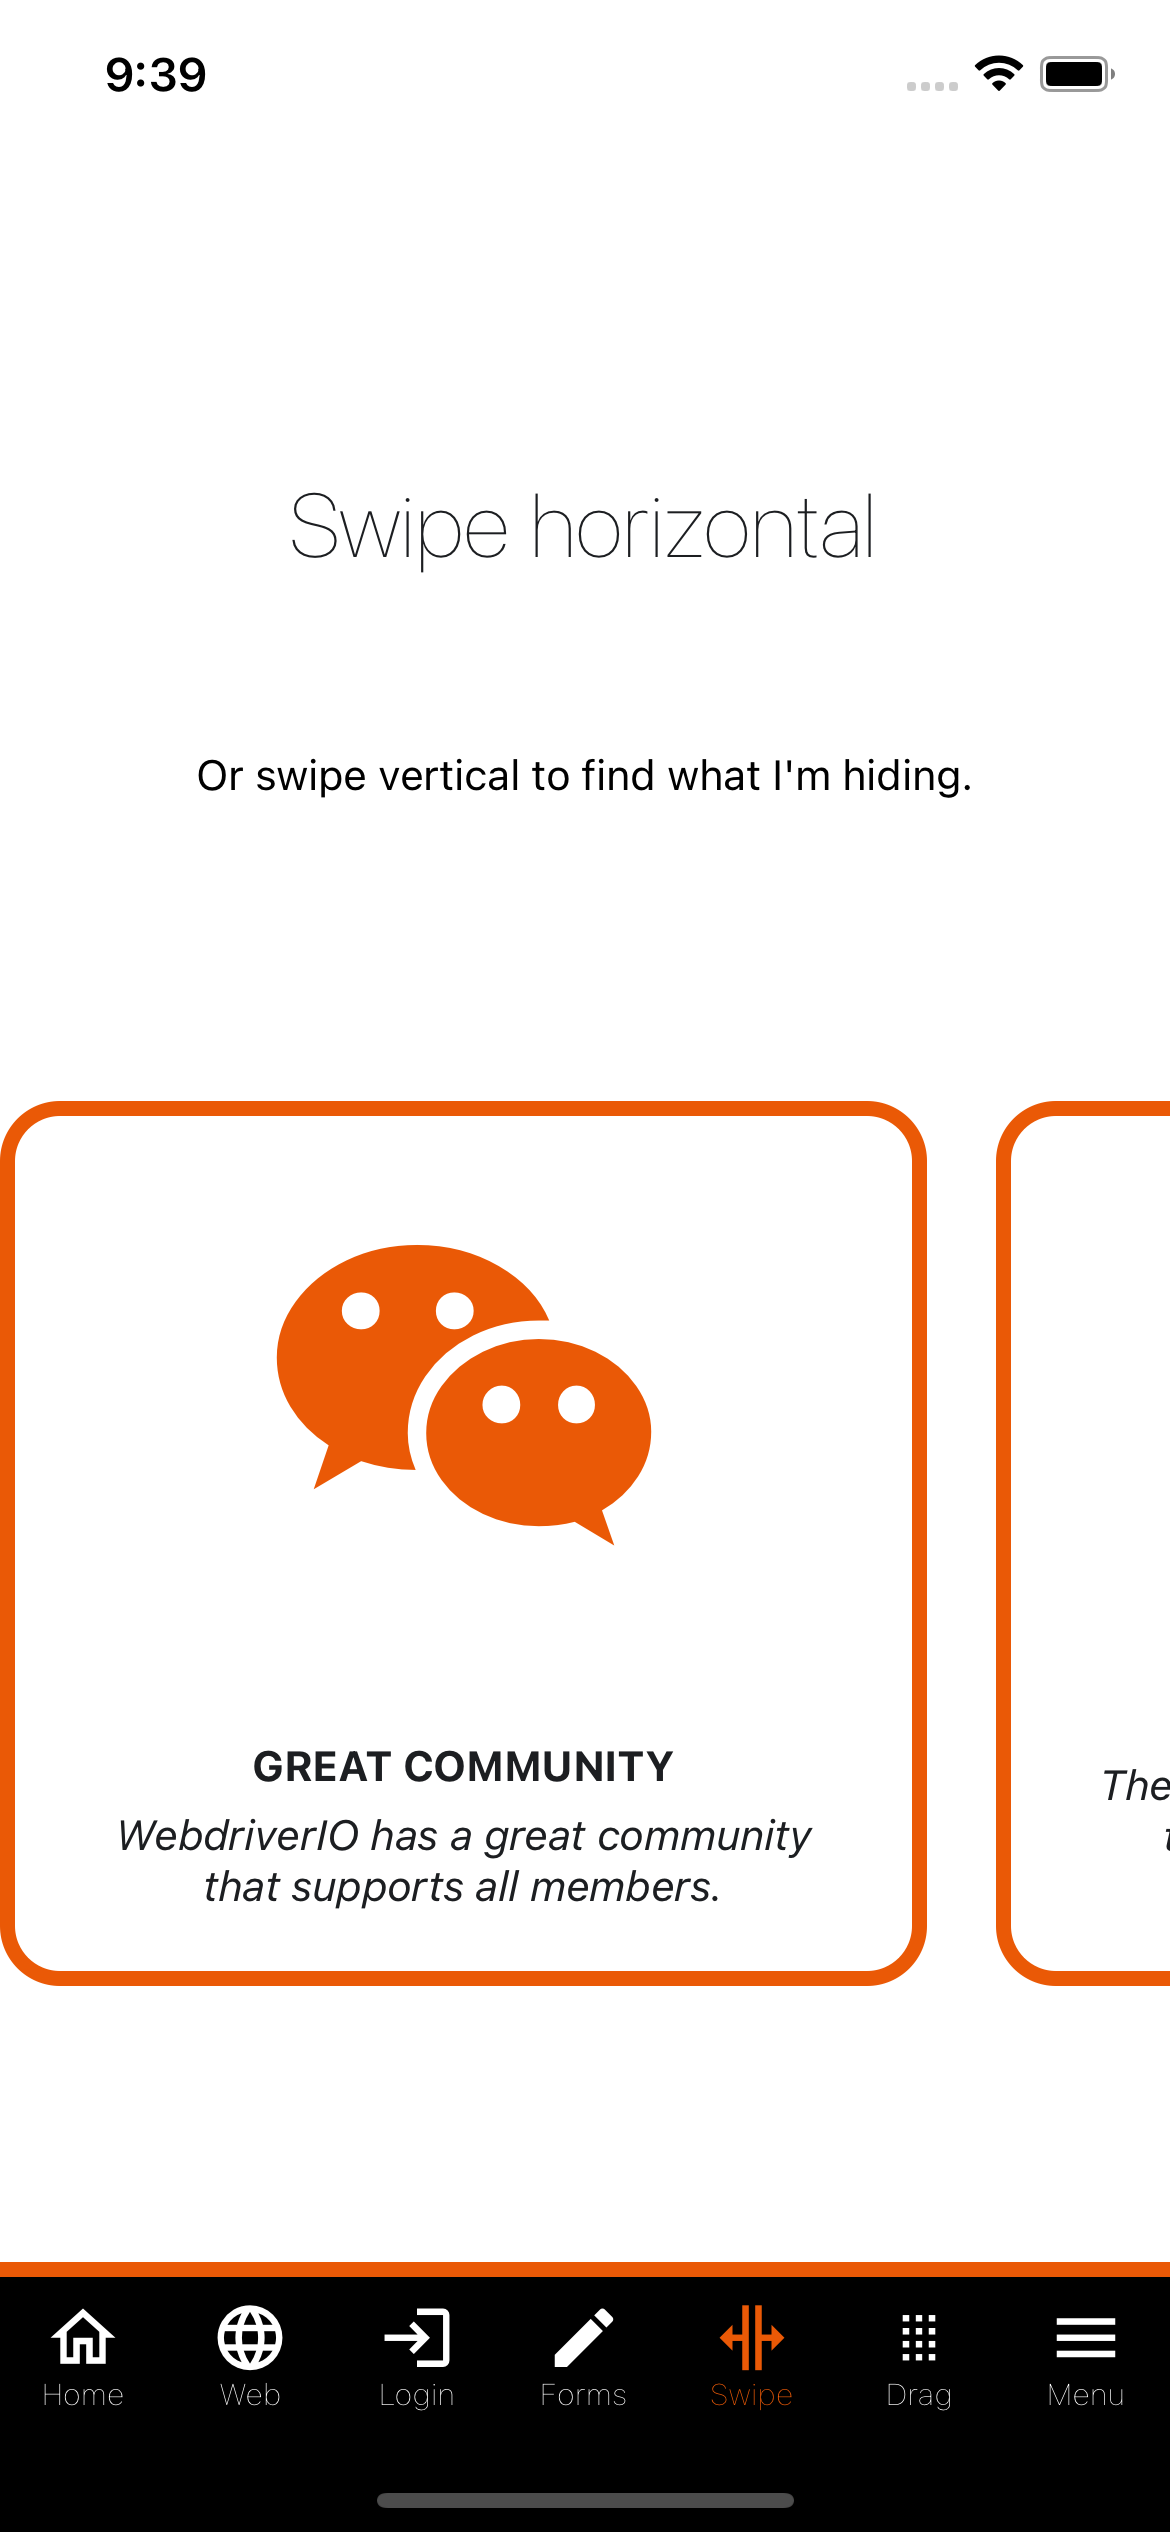 9:39
Swipe horizontal
Or swipe vertical to find what I'm hiding.
GREAT COMMUNITY
WebdriverIO has a great community
that supports all members.
The
Home
Web
Login
Forms
Swipe
Drag
Menu